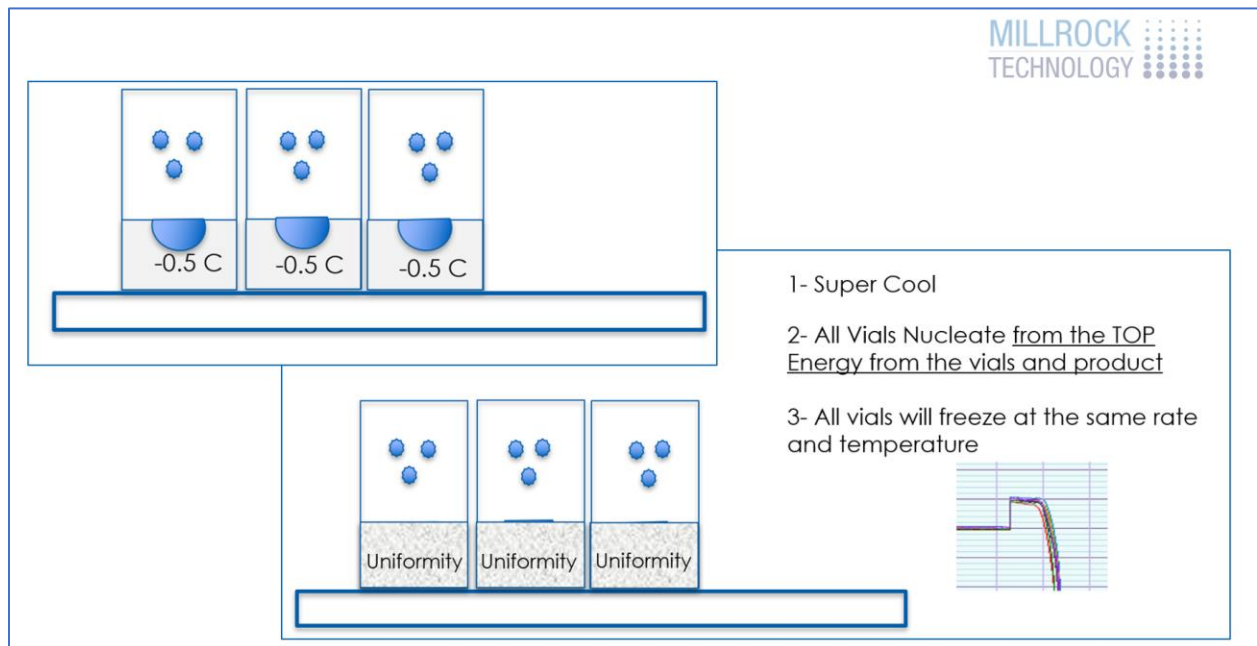 MILLROCK
TECHNOLOGY
-0.5 C
-0.5 C
-0.5 C
1- Super Cool
2- All Vials Nucleate from the TOP
Energy from the vials and product
3- All vials will freeze at the same rate
and temperature
Uniformity
Uniformity
Uniformity